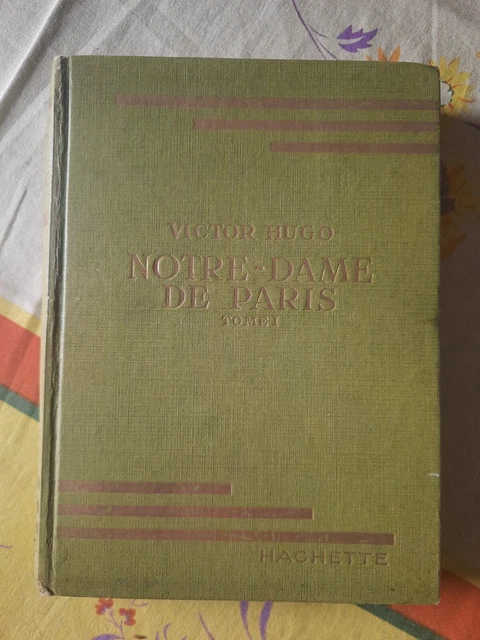 VICTOR HUGO
NOTRE-DAME
DE PARIS
TOME I
HACHETTE